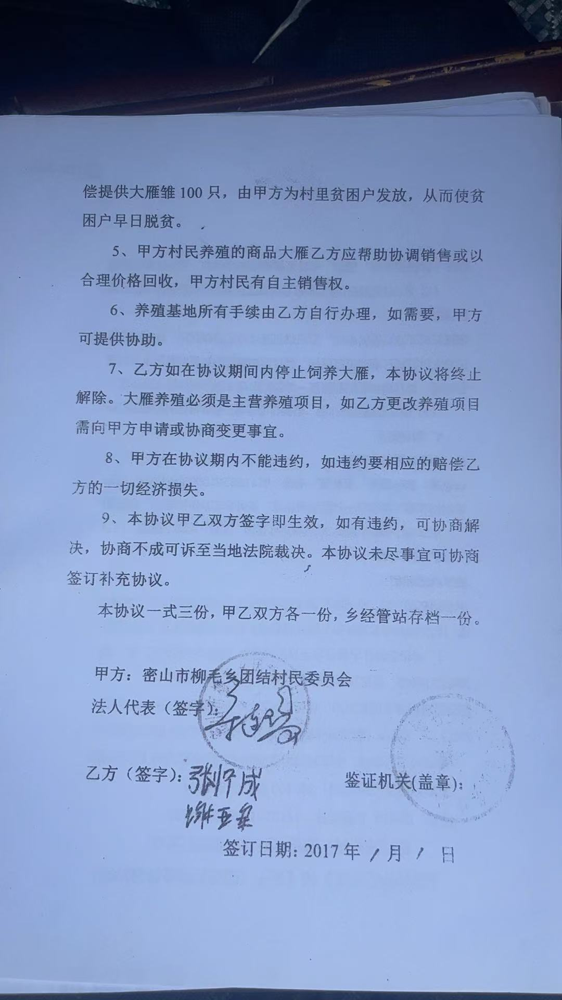 偿提供大雁雏 100 只，由甲方为村里贫困户发放，从而使贫
困户早日脱贫。
5、甲方村民养殖的商品大雁乙方应帮助协调销售或以
合理价格回收，甲方村民有自主销售权。
6、养殖基地所有手续由乙方自行办理，如需要，甲方
可提供协助。
7、乙方如在协议期间内停止饲养大雁，本协议将终止
解除。大雁养殖必须是主营养殖项目，如乙方更改养殖项目
需向甲方申请或协商变更事宜。
8、甲方在协议期内不能违约，如违约要相应的赔偿乙
方的一切经济损失。
9、本协议甲乙双方签字即生效，如有违约，可协商解
决，协商不成可诉至当地法院裁决。本协议未尽事宜可协商
签订补充协议。
本协议一式三份，甲乙双方各一份，乡经管站存档一份。
甲方：密山市柳毛乡团结村民委员会
法人代表（签字）：
乙方（签字）：
鉴证机关(盖章)：
签订日期：2017 年 1 月 1 日